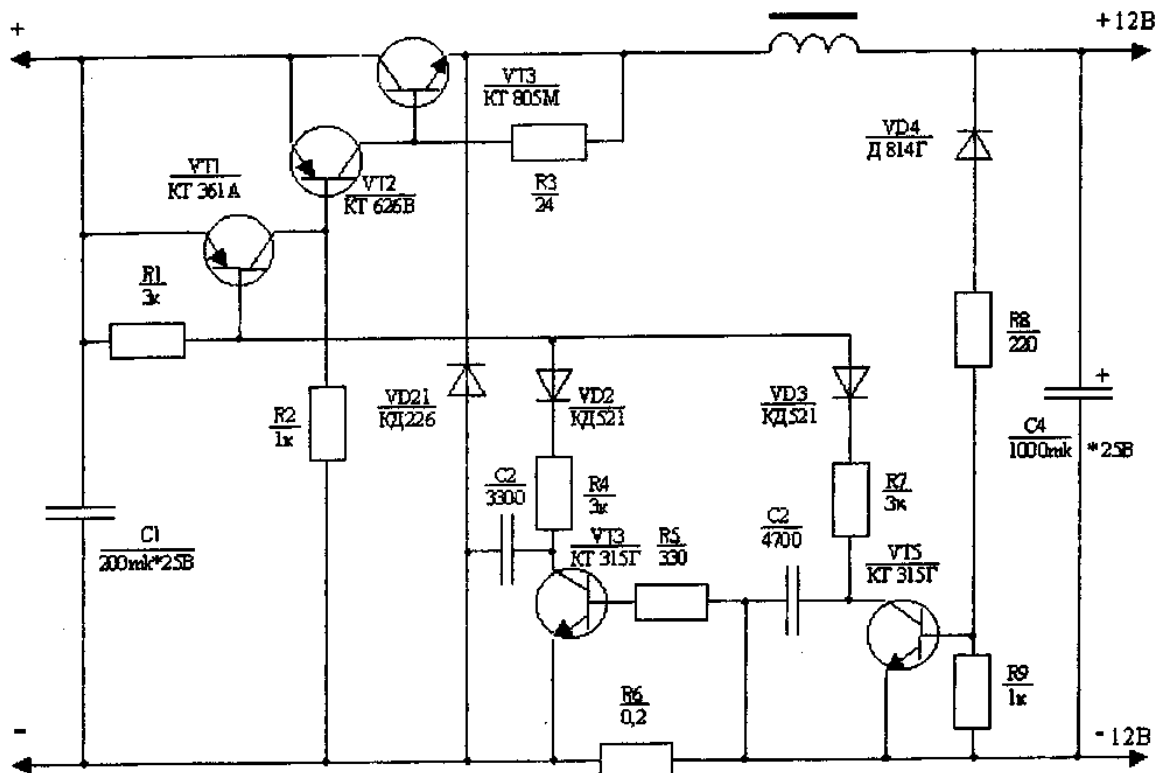 +
+12В
VT3
КТ 805М
VD4
Д 814Г
VT1
КТ 361А
VT2
КТ 626В
R3
24
R1
3к
R8
220
VD21
КД226
VD2
КД521
VD3
КД521
R2
1к
+
C4
1000mk *25В
C2
3300
R4
3к
C2
4700
R7
3к
C1
200mk*25В
VT3
КТ 315Г
R5
330
VT5
КТ 315Г
R9
1к
R6
0,2
-
-12В